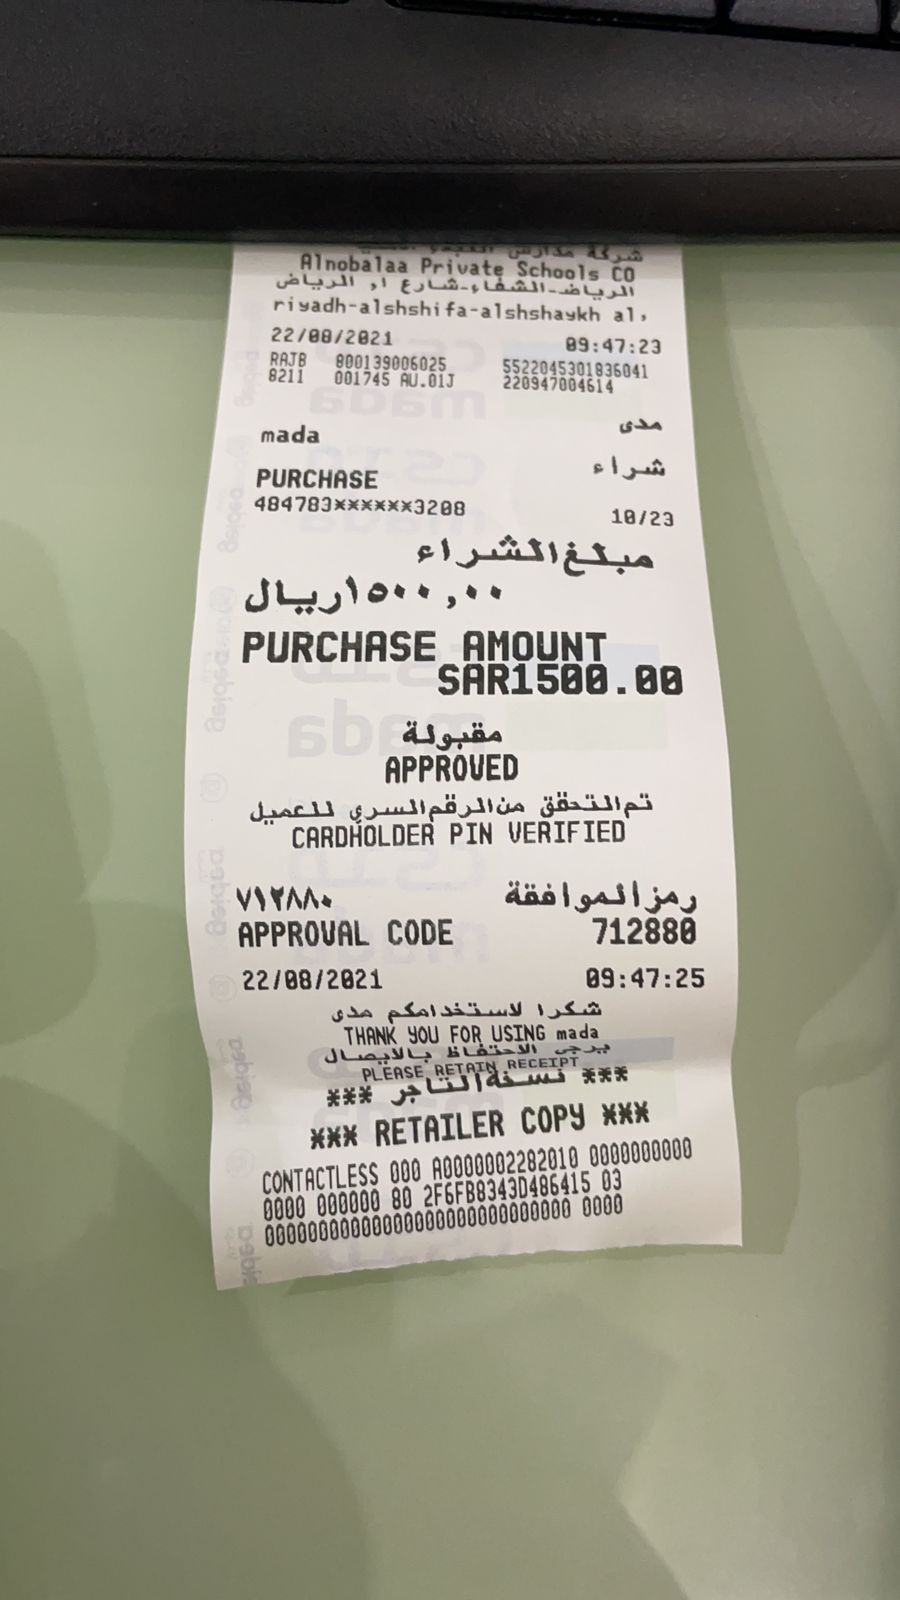 شركة مدارس
Alnobalaa Private Schools CO
الرياض-الشفاء-شارع ا, الرياض
riyadh-alshshifa-alshshaykh al,
22/08/2021 09:47:23
RAJB 800139006025 5522045301836041
8211 001745 AU.01J 220947004614
mada مدى
شراء
PURCHASE
484783******3208 10/23
مبلغ الشراء
١٥٠٠,٠٠ ريال
PURCHASE AMOUNT
SAR1500.00
مقبولة
APPROVED
تم التحقق من الرقم السري للعميل
CARDHOLDER PIN VERIFIED
رمز الموافقة ٧١٢٨٨٠
APPROVAL CODE 712880
22/08/2021 09:47:25
شكرا لاستخدامكم مدى
THANK YOU FOR USING mada
يرجى الاحتفاظ بالايصال
PLEASE RETAIN RECEIPT
*** نسخة التاجر ***
*** RETAILER COPY ***
CONTACTLESS 000 A0000002282010 0000000000
0000 000000 80 2F6FB8343D486415 03
0000000000000000000000000000000 0000